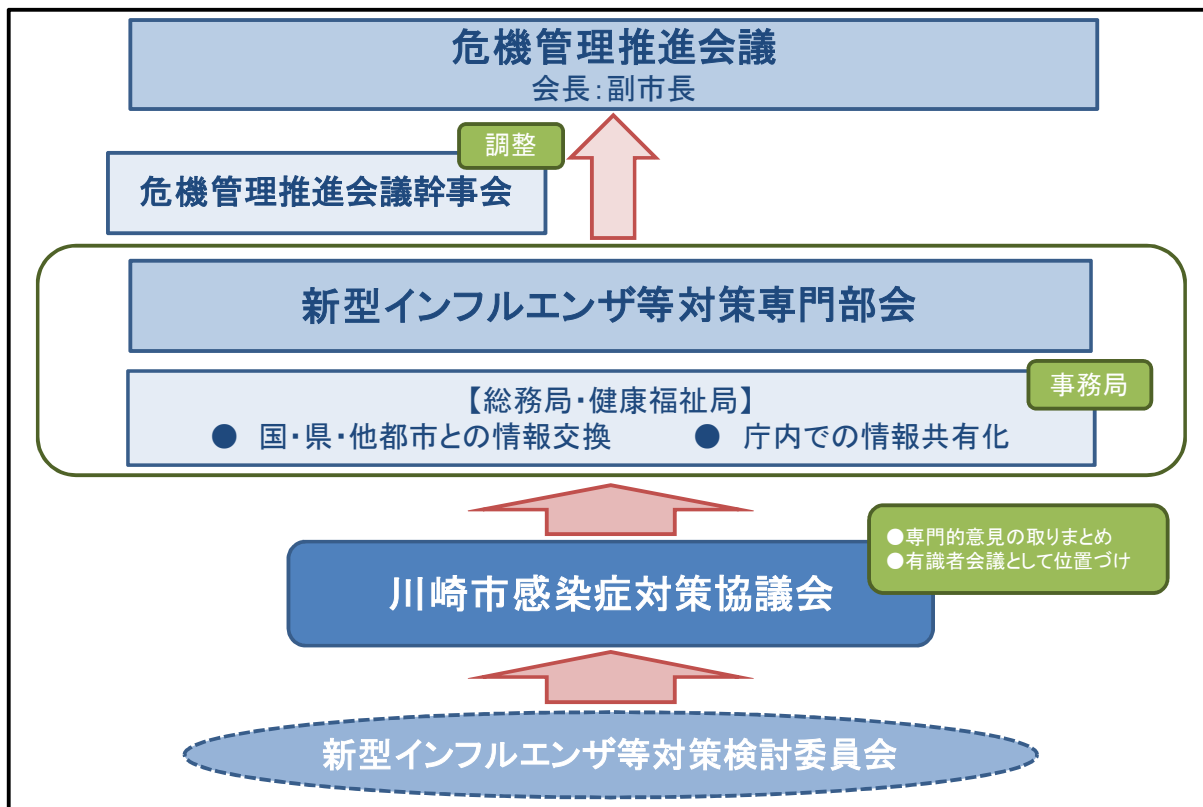 危機管理推進会議
会長：副市長
調整
危機管理推進会議幹事会
新型インフルエンザ等対策専門部会
事務局
【総務局・健康福祉局】
● 国・県・他都市との情報交換 ● 庁内での情報共有化
●専門的意見の取りまとめ
●有識者会議として位置づけ
川崎市感染症対策協議会
新型インフルエンザ等対策検討委員会